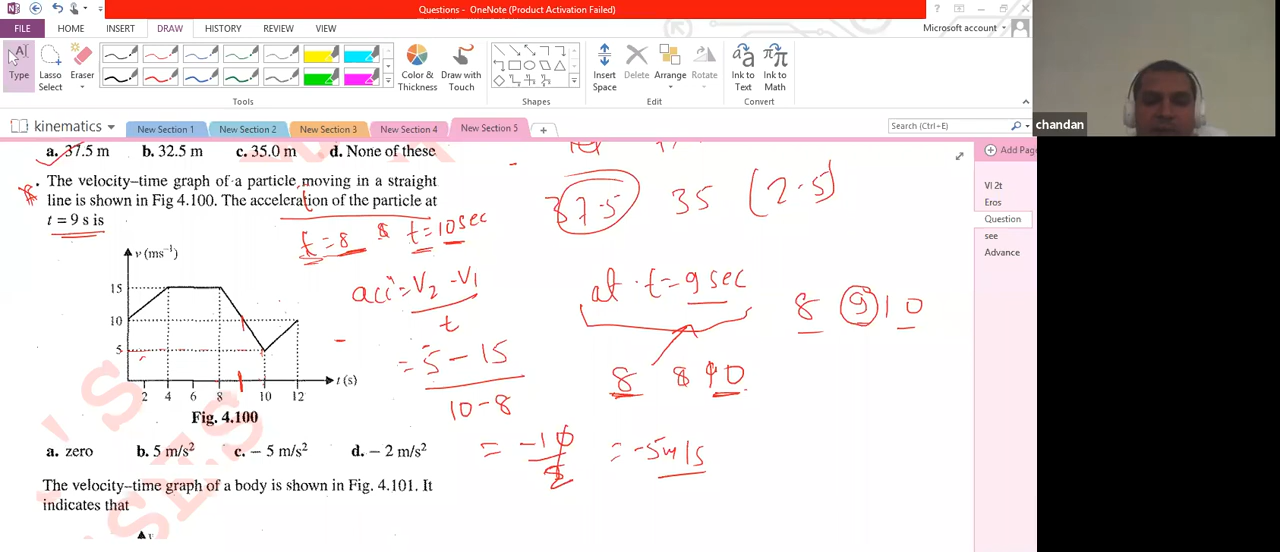 Questions - OneNote (Product Activation Failed)
FILE HOME INSERT DRAW HISTORY REVIEW VIEW Microsoft account
Type
Lasso Select
Eraser
Color & Thickness
Draw with Touch
Insert Space
Delete
Arrange
Rotate
Ink to Text
Ink to Math
Tools Shapes Edit Convert
kinematics New Section 1 New Section 2 New Section 3 New Section 4 New Section 5
Search (Ctrl+E)
chandan
Add Page
Vl 2t
Eros
Question
see
Advance
a. 37.5 m b. 32.5 m c. 35.0 m d. None of these
The velocity–time graph of a particle moving in a straight
line is shown in Fig 4.100. The acceleration of the particle at
t = 9 s is
37.5 35 (2.5)
t=8 & t=10sec
v (ms⁻¹)
15
10
5
2 4 6 8 10 12 t (s)
Fig. 4.100
acc = V2 - V1
t
= 5 - 15
10-8
= -10
2
= -5m/s
at t=9 sec
8 & 10
8 9 10
a. zero b. 5 m/s² c. – 5 m/s² d. – 2 m/s²
The velocity–time graph of a body is shown in Fig. 4.101. It
indicates that
v